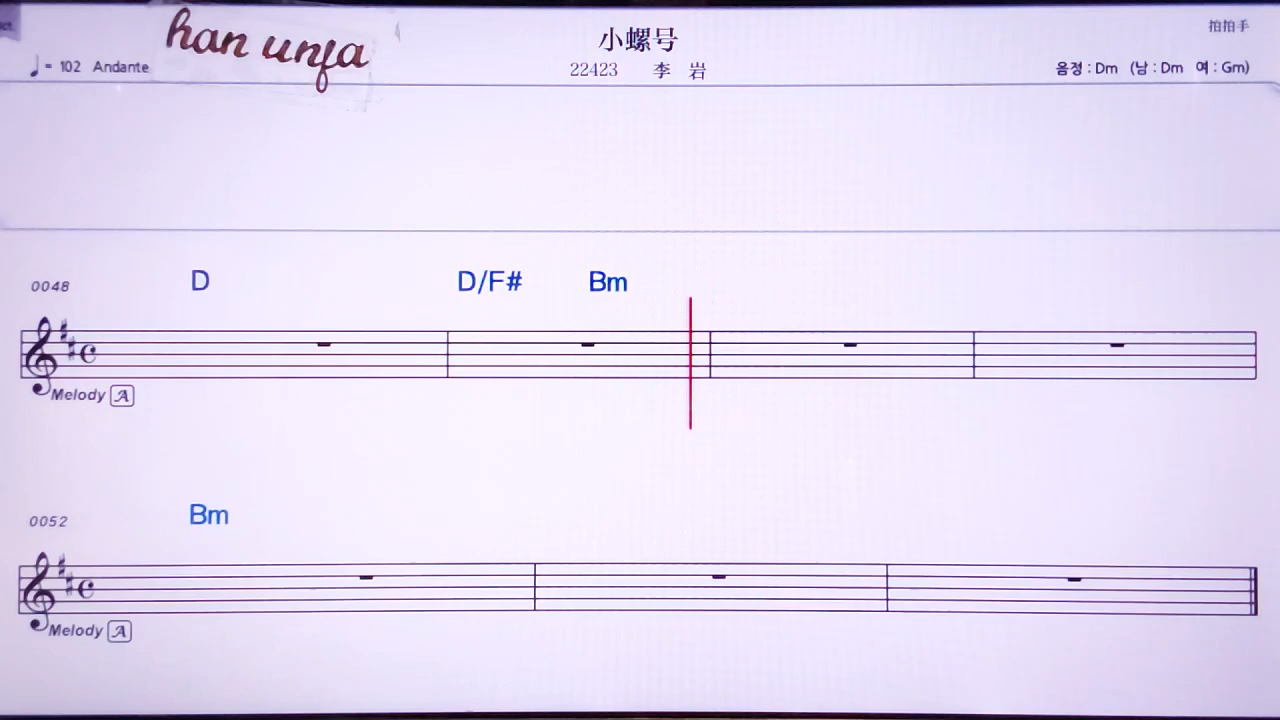 han unfa
小螺号
拍拍手
♩= 102 Andante
22423 李 岩
음정 : Dm (남 : Dm 여 : Gm)
0048 D D/F# Bm
Melody A
0052 Bm
Melody A